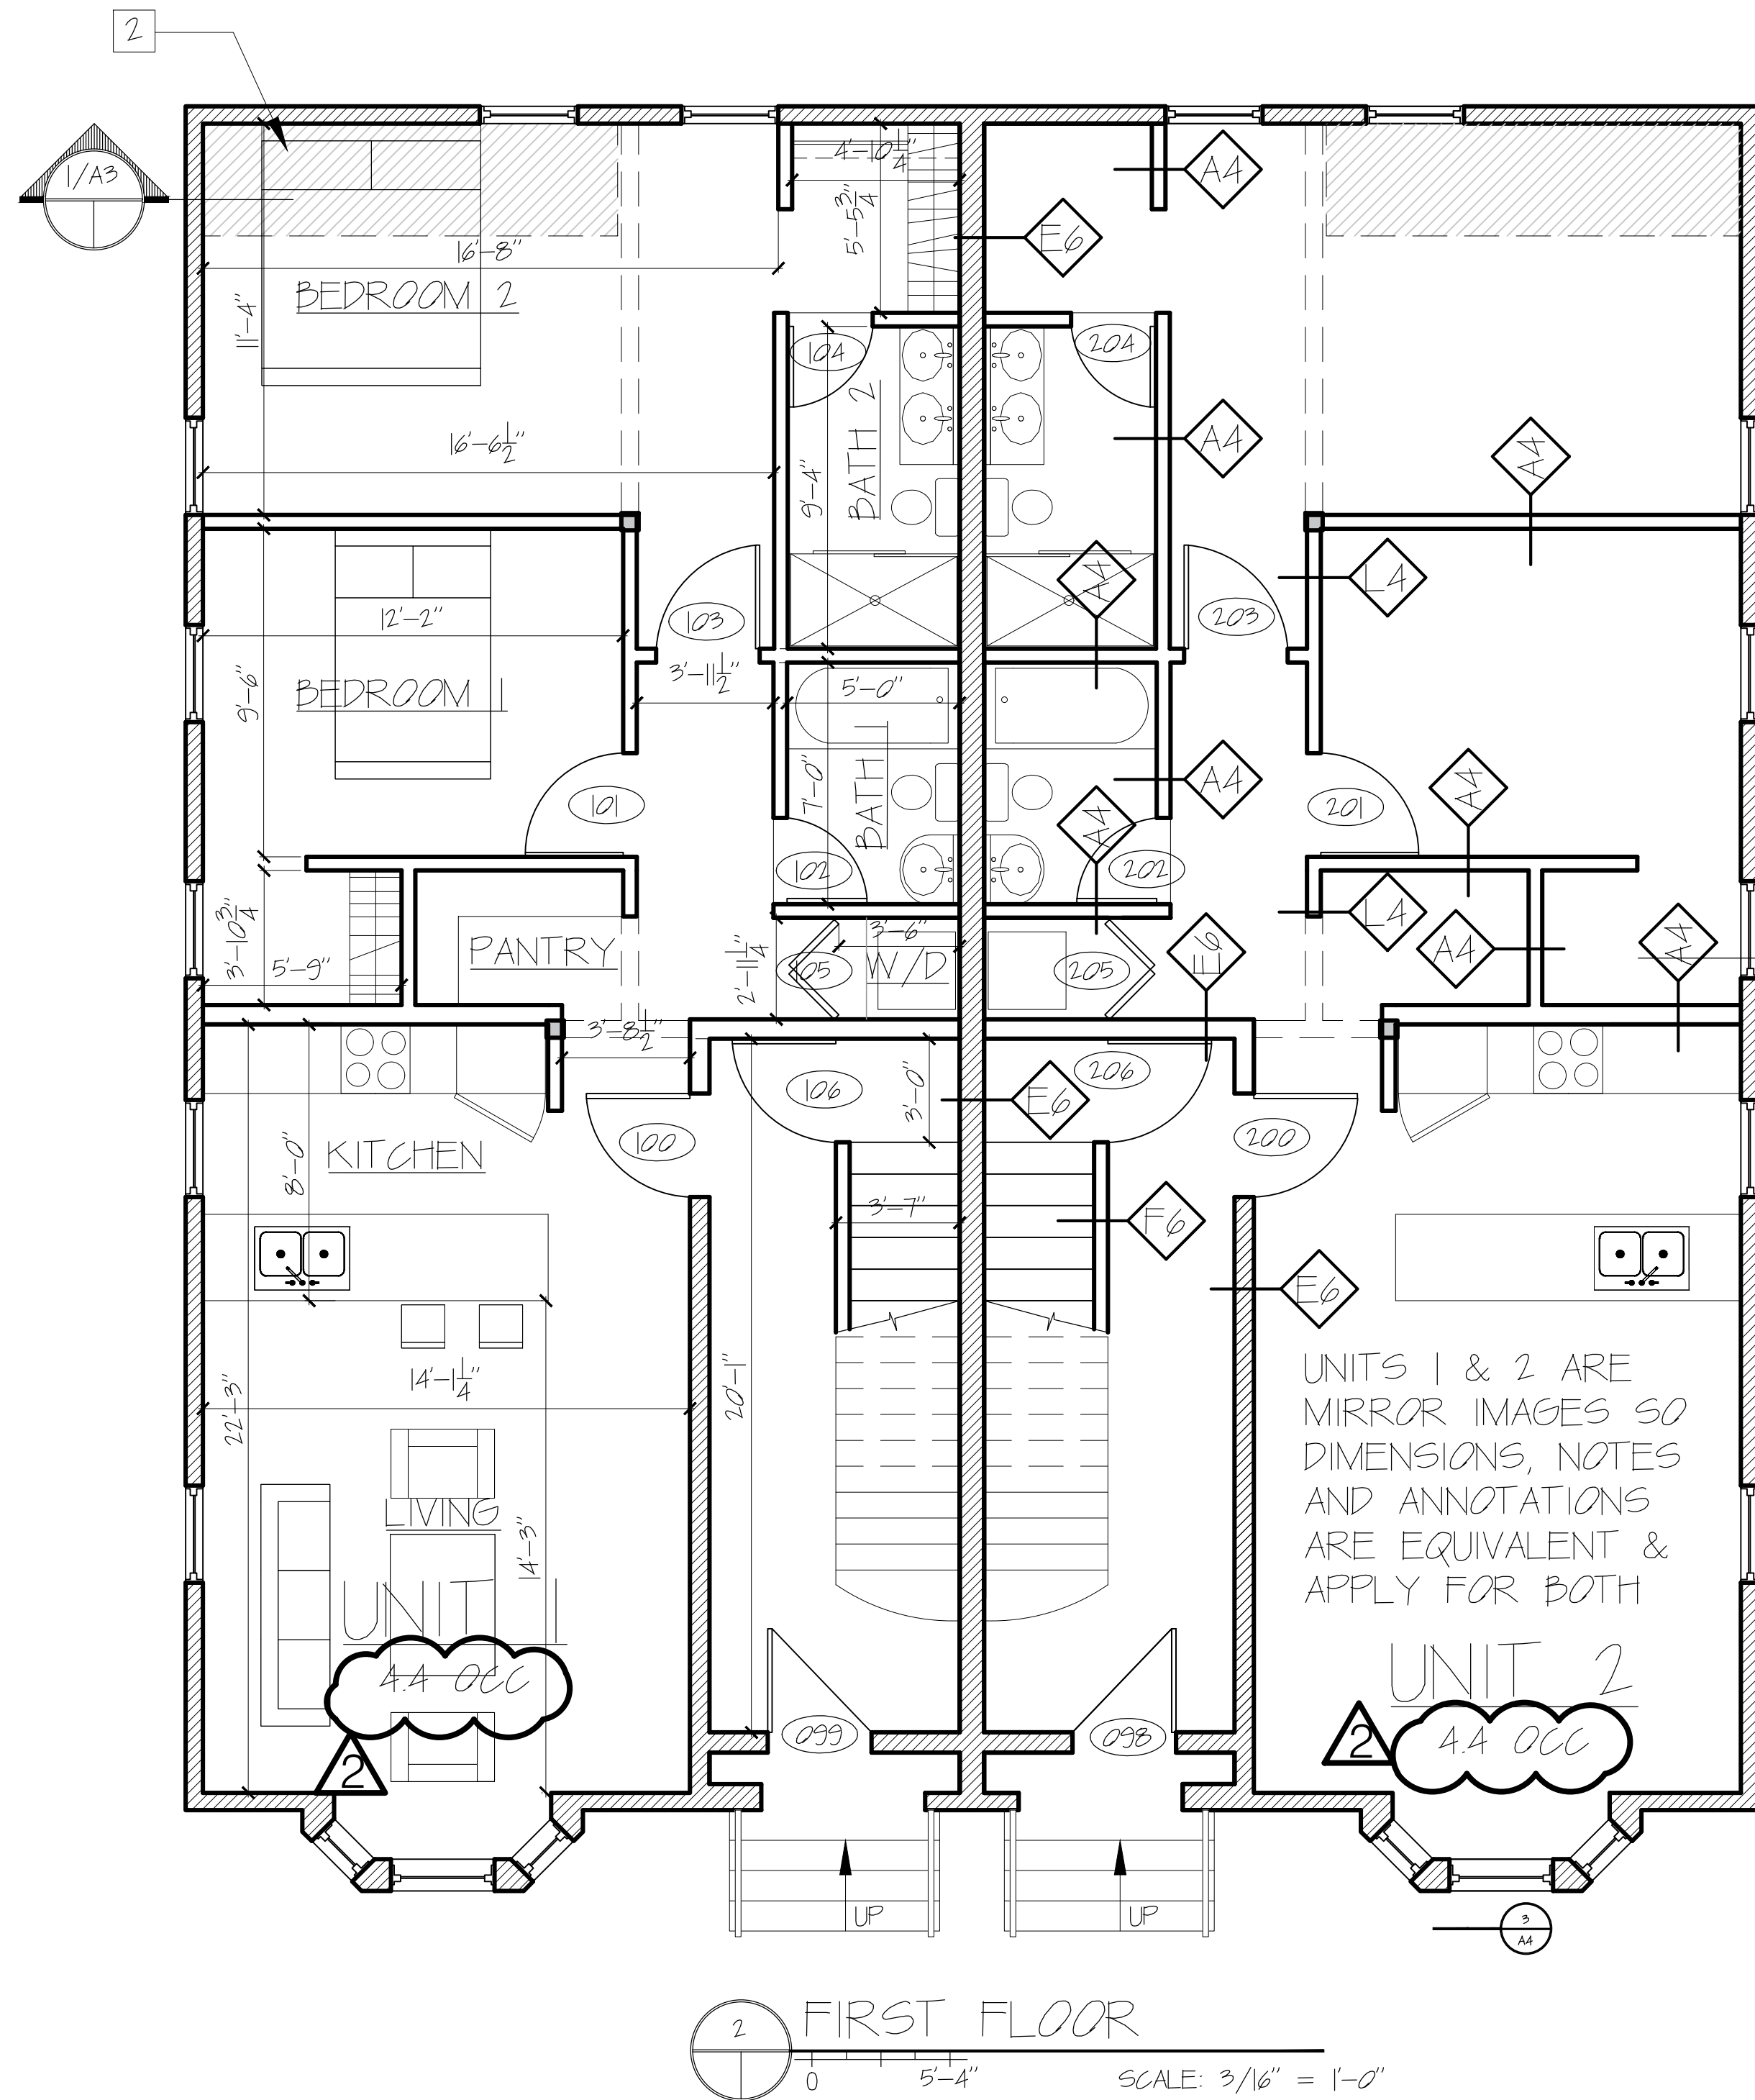 2
1/A3
4'-10 1/4"
A4
5'-5 3/4"
E6
16'-8"
BEDROOM 2
11'-4"
104
204
16'-6 1/2"
9'-4"
BATH 2
A4
A4
12'-2"
103
A4
203
L4
9'-6"
BEDROOM 1
3'-11 1/2"
5'-0"
7'-0"
BATH 1
A4
101
201
A4
102
A4
202
3'-10 3/4"
5'-9"
PANTRY
2'-11 1/4"
105
3'-6"
W/D
205
E6
L4
A4
A4
3'-8 1/2"
106
3'-0"
E6
206
KITCHEN
8'-0"
100
200
3'-7"
F6
E6
22'-3"
14'-1 1/4"
20'-1"
UNITS 1 & 2 ARE
MIRROR IMAGES SO
DIMENSIONS, NOTES
AND ANNOTATIONS
ARE EQUIVALENT &
APPLY FOR BOTH
LIVING
14'-3"
UNIT 1
4.4 OCC
2
099
098
UNIT 2
4.4 OCC
2
UP
UP
3
A4
2
FIRST FLOOR
0
5'-4"
SCALE: 3/16" = 1'-0"